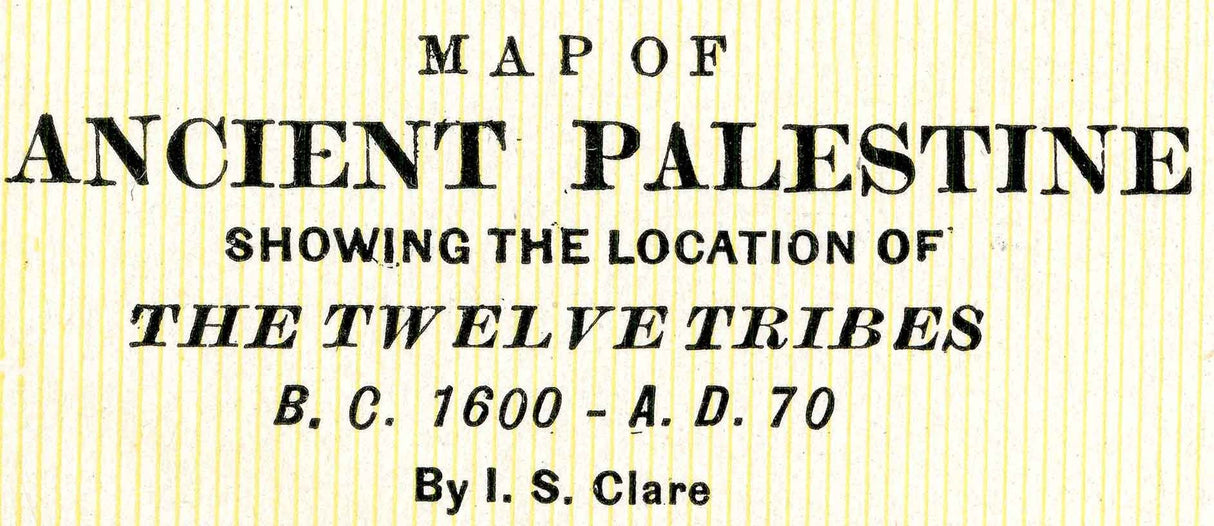 MAP OF
ANCIENT PALESTINE
SHOWING THE LOCATION OF
THE TWELVE TRIBES
B. C. 1600 - A. D. 70
By I. S. Clare